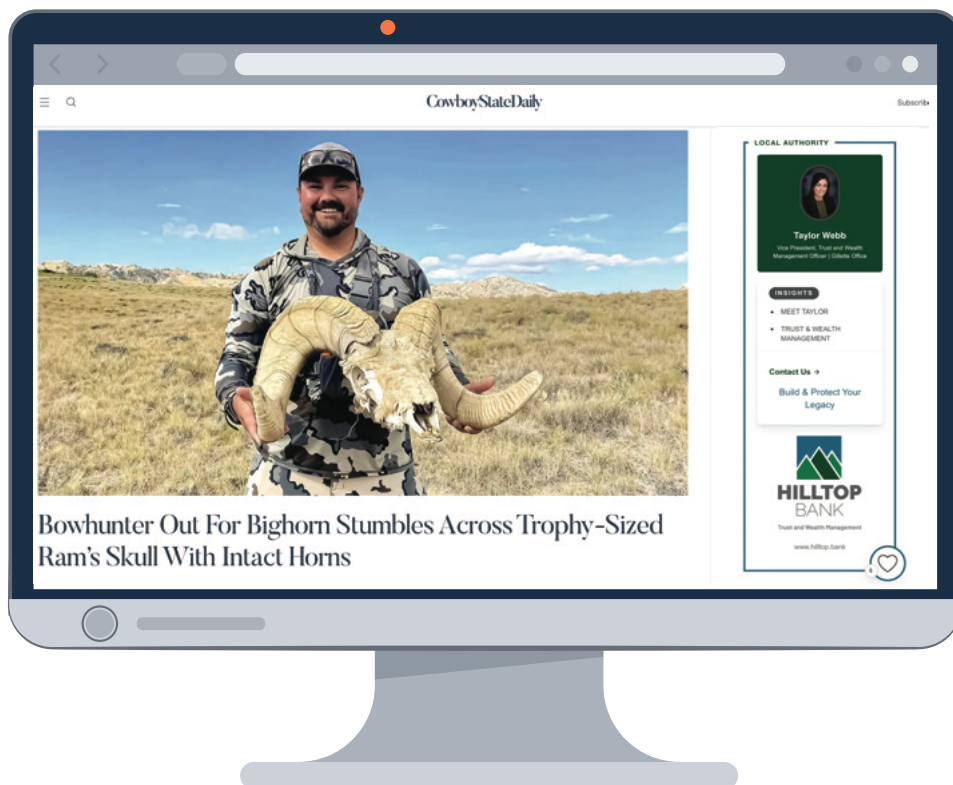 CowboyStateDaily
Subscrib
Bowhunter Out For Bighorn Stumbles Across Trophy-Sized
Ram's Skull With Intact Horns
LOCAL AUTHORITY
Taylor Webb
Vice President, Trust and Wealth
Management Officer | Gillette Office
INSIGHTS
• MEET TAYLOR
• TRUST & WEALTH
MANAGEMENT
Contact Us →
Build & Protect Your
Legacy
HILLTOP
BANK
Trust and Wealth Management
www.hilltop.bank